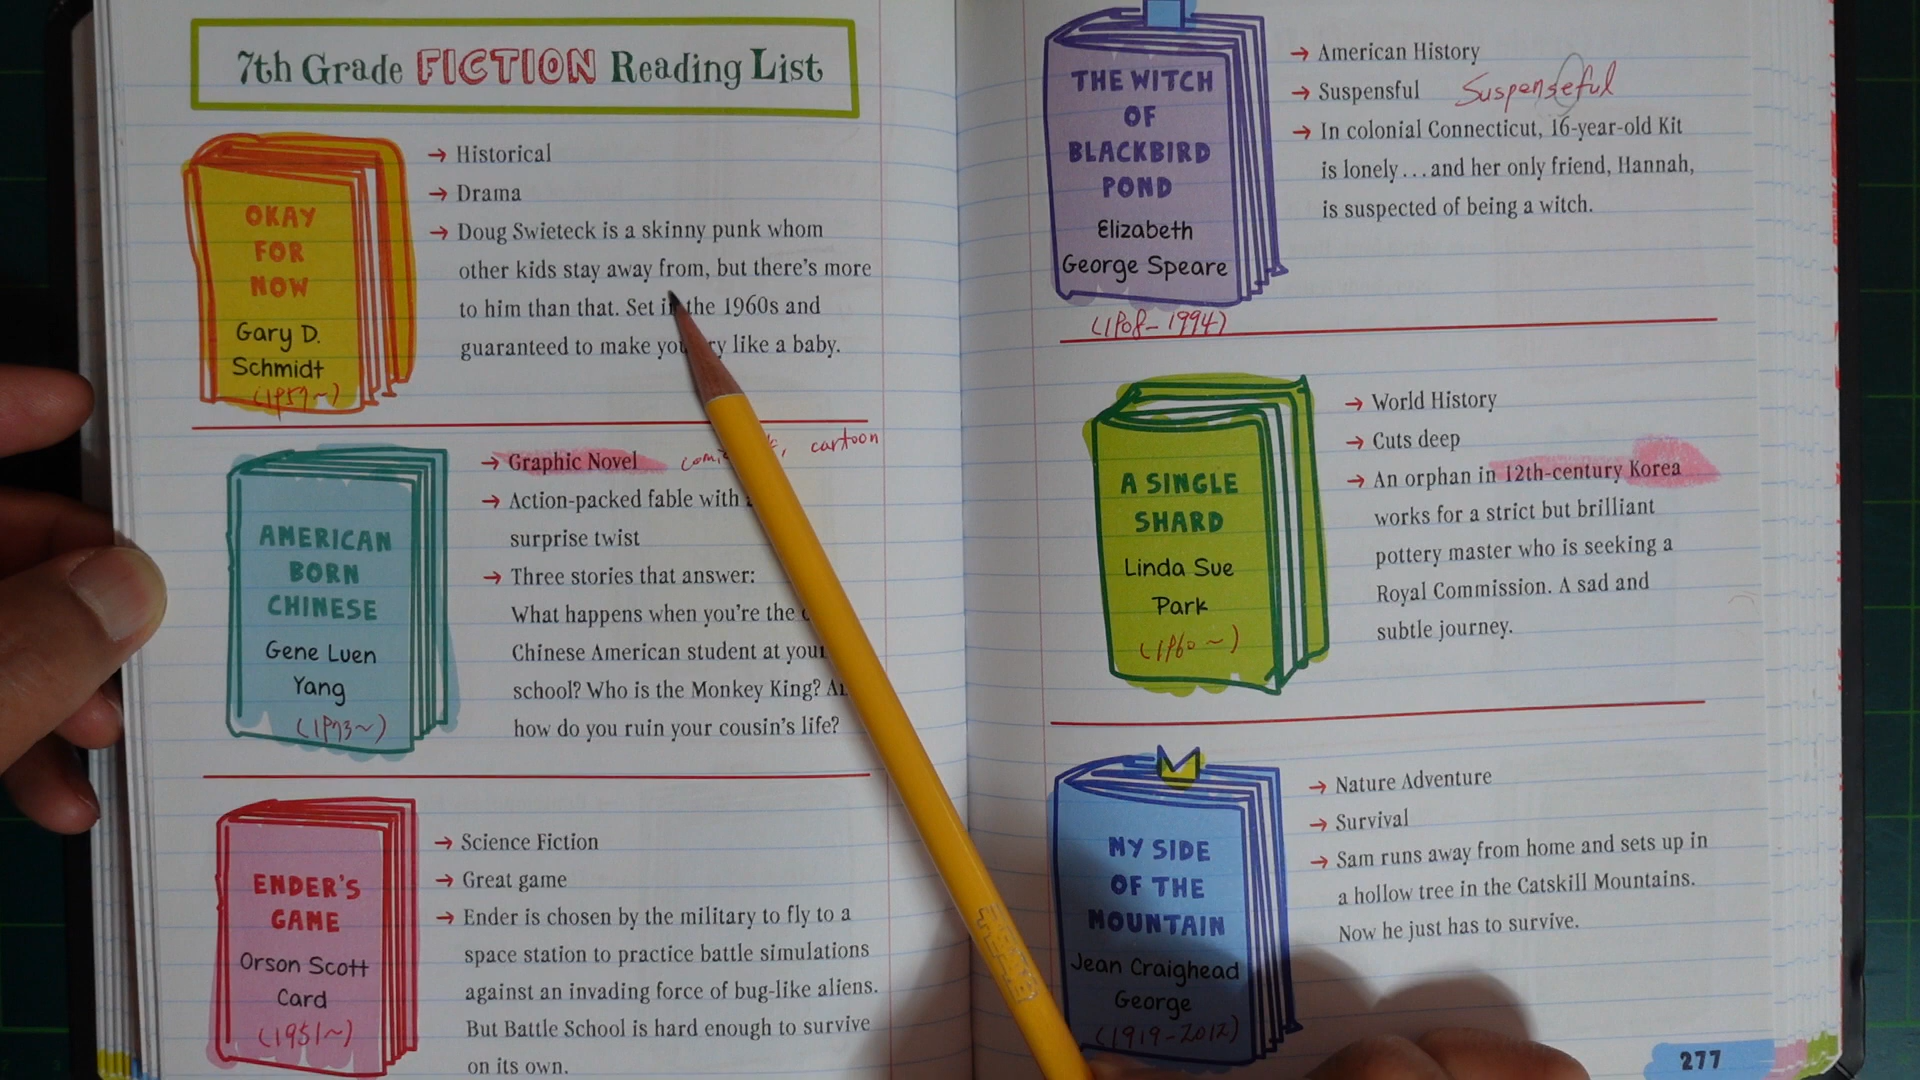 7th Grade FICTION Reading List
OKAY
FOR
NOW
Gary D.
Schmidt
(1957~)
→ Historical
→ Drama
→ Doug Swieteck is a skinny punk whom
other kids stay away from, but there's more
to him than that. Set in the 1960s and
guaranteed to make you cry like a baby.
AMERICAN
BORN
CHINESE
Gene Luen
Yang
(1973~)
→ Graphic Novel cartoon
→ Action-packed fable with
surprise twist
→ Three stories that answer:
What happens when you're the
Chinese American student at your
school? Who is the Monkey King?
how do you ruin your cousin's life?
ENDER'S
GAME
Orson Scott
Card
(1951~)
→ Science Fiction
→ Great game
→ Ender is chosen by the military to fly to a
space station to practice battle simulations
against an invading force of bug-like aliens.
But Battle School is hard enough to survive
on its own.
THE WITCH
OF
BLACKBIRD
POND
Elizabeth
George Speare
(1908-1994)
→ American History
→ Suspensful Suspenseful
→ In colonial Connecticut, 16-year-old Kit
is lonely...and her only friend, Hannah,
is suspected of being a witch.
A SINGLE
SHARD
Linda Sue
Park
(1960~)
→ World History
→ Cuts deep
→ An orphan in 12th-century Korea
works for a strict but brilliant
pottery master who is seeking a
Royal Commission. A sad and
subtle journey.
MY SIDE
OF THE
MOUNTAIN
Jean Craighead
George
(1919-2012)
→ Nature Adventure
→ Survival
→ Sam runs away from home and sets up in
a hollow tree in the Catskill Mountains.
Now he just has to survive.
277